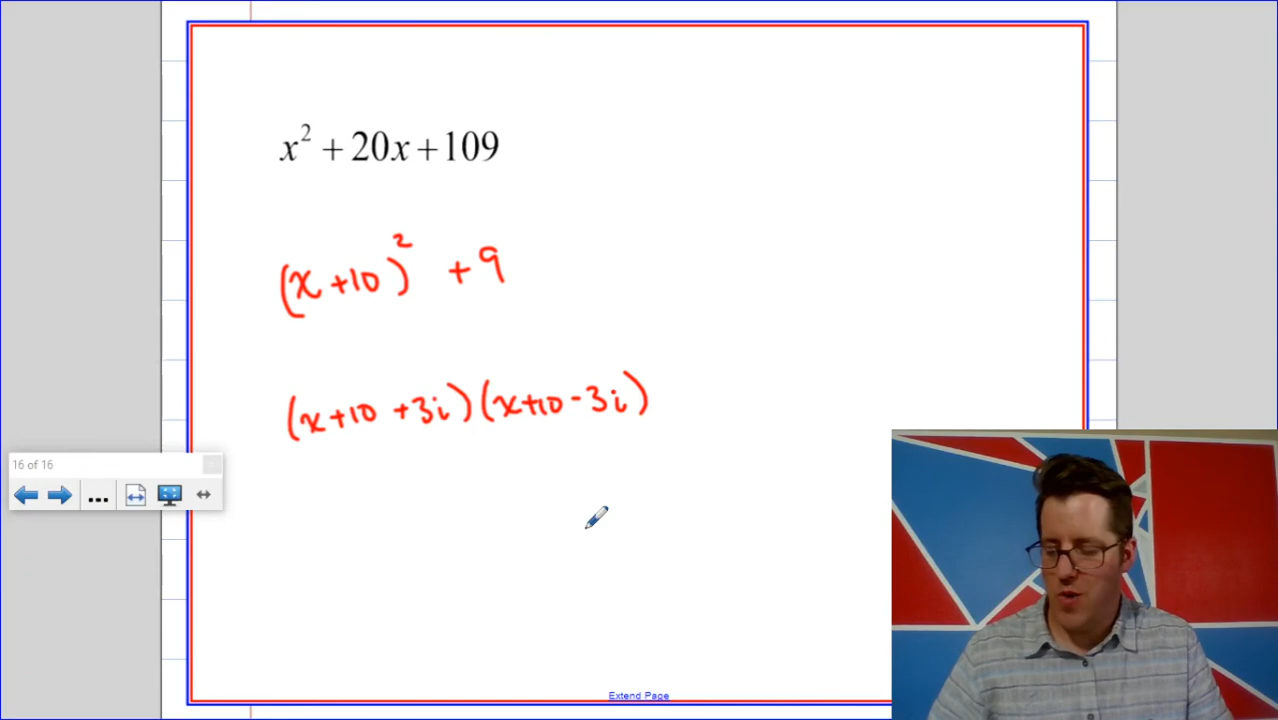 x² + 20x + 109
(x + 10)² + 9
(x + 10 + 3i)(x + 10 - 3i)
16 of 16
...
Extend Page